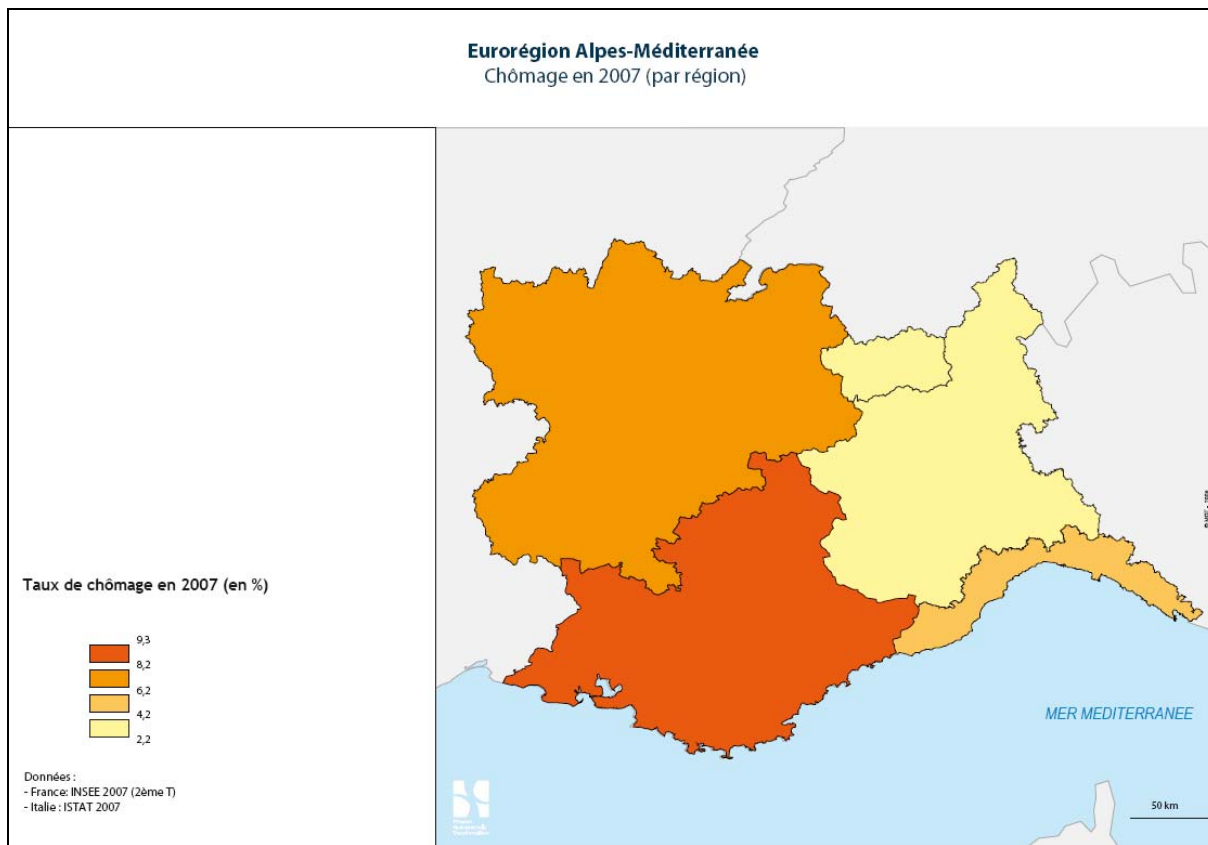 Eurorégion Alpes-Méditerranée
Chômage en 2007 (par région)
Taux de chômage en 2007 (en %)
9,3
8,2
6,2
4,2
2,2
Données :
- France: INSEE 2007 (2ème T)
- Italie : ISTAT 2007
MER MEDITERRANEE
50 km